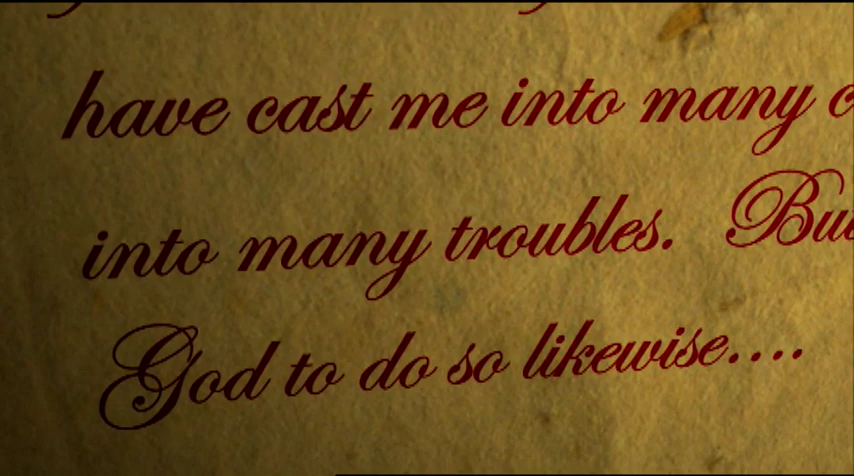 have cast me into many
into many troubles.
God to do so likewise....